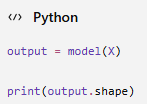 </> Python
output = model(X)
print(output.shape)